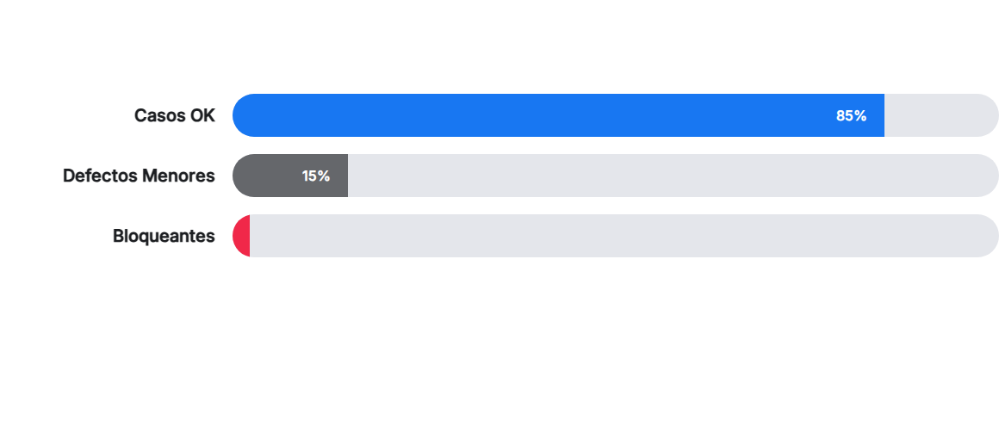 Casos OK
85%
Defectos Menores
15%
Bloqueantes